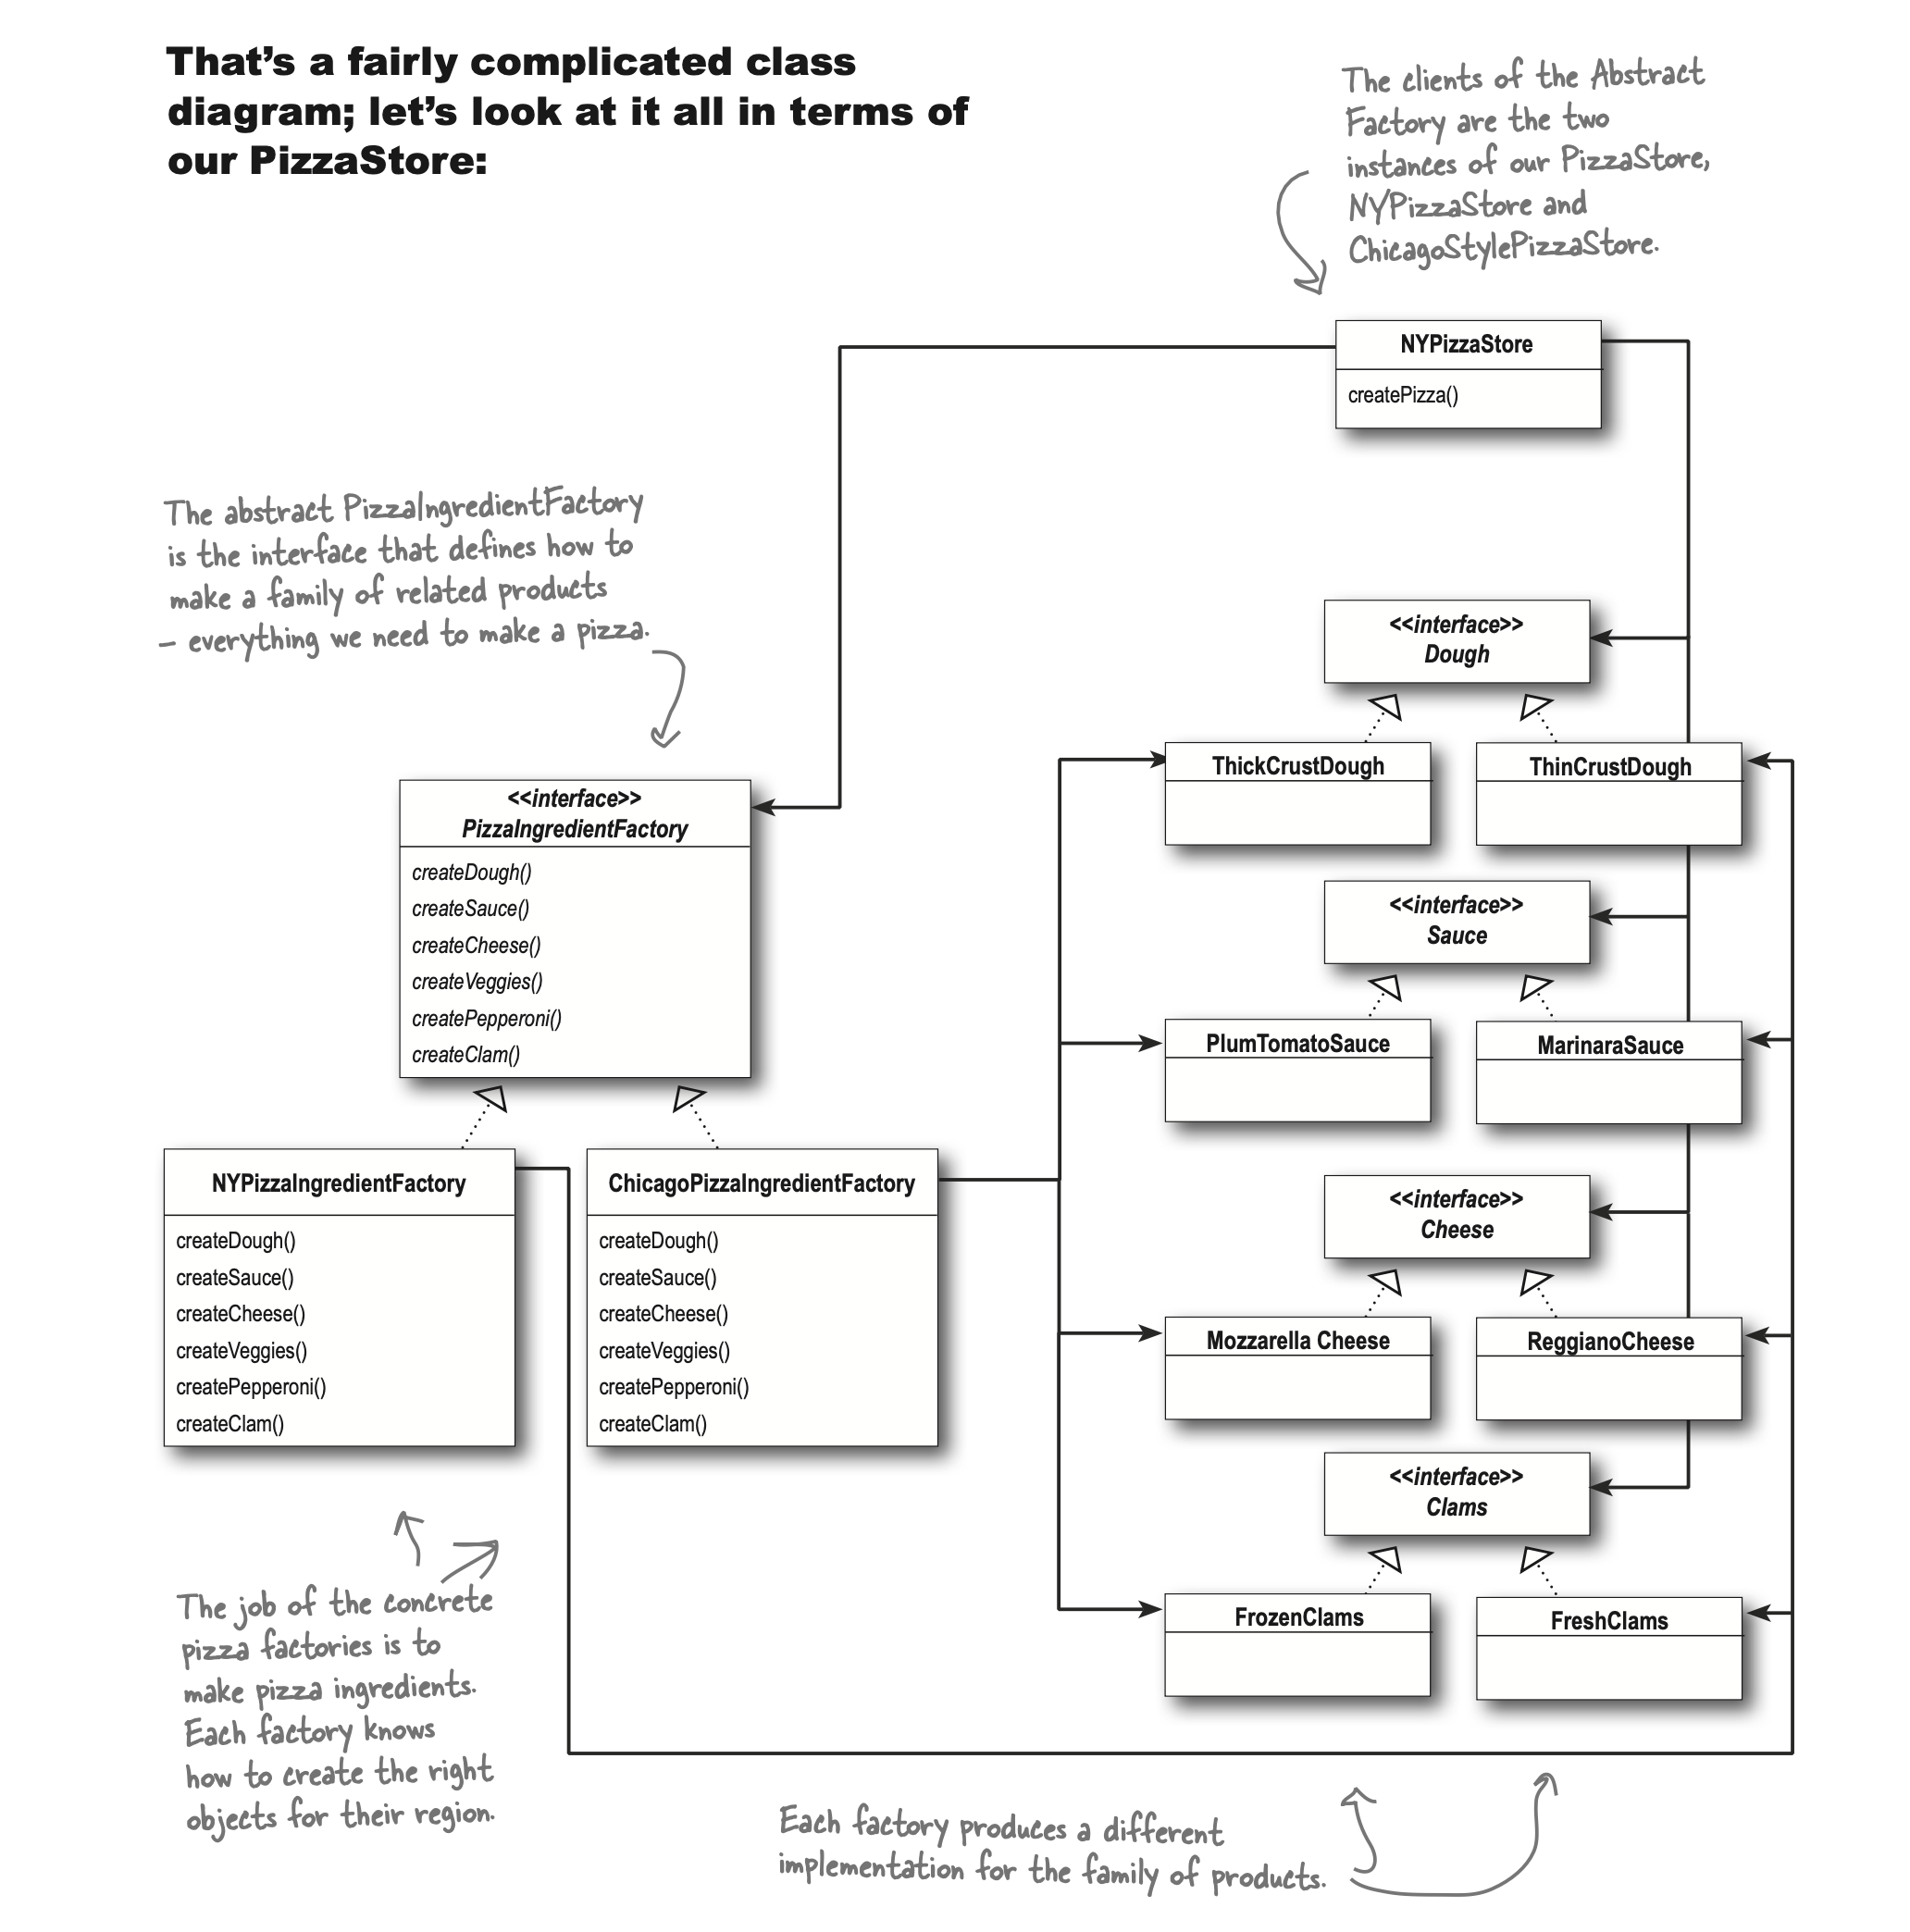 That's a fairly complicated class
diagram; let's look at it all in terms of
our PizzaStore:
The clients of the Abstract
Factory are the two
instances of our PizzaStore,
NYPizzaStore and
ChicagoStylePizzaStore.
NYPizzaStore
createPizza()
The abstract PizzaIngredientFactory
is the interface that defines how to
make a family of related products
– everything we need to make a pizza.
<<interface>>
PizzaIngredientFactory
createDough()
createSauce()
createCheese()
createVeggies()
createPepperoni()
createClam()
NYPizzaIngredientFactory
createDough()
createSauce()
createCheese()
createVeggies()
createPepperoni()
createClam()
ChicagoPizzaIngredientFactory
createDough()
createSauce()
createCheese()
createVeggies()
createPepperoni()
createClam()
<<interface>>
Dough
ThickCrustDough
ThinCrustDough
<<interface>>
Sauce
PlumTomatoSauce
MarinaraSauce
<<interface>>
Cheese
Mozzarella Cheese
ReggianoCheese
<<interface>>
Clams
FrozenClams
FreshClams
The job of the concrete
pizza factories is to
make pizza ingredients.
Each factory knows
how to create the right
objects for their region.
Each factory produces a different
implementation for the family of products.